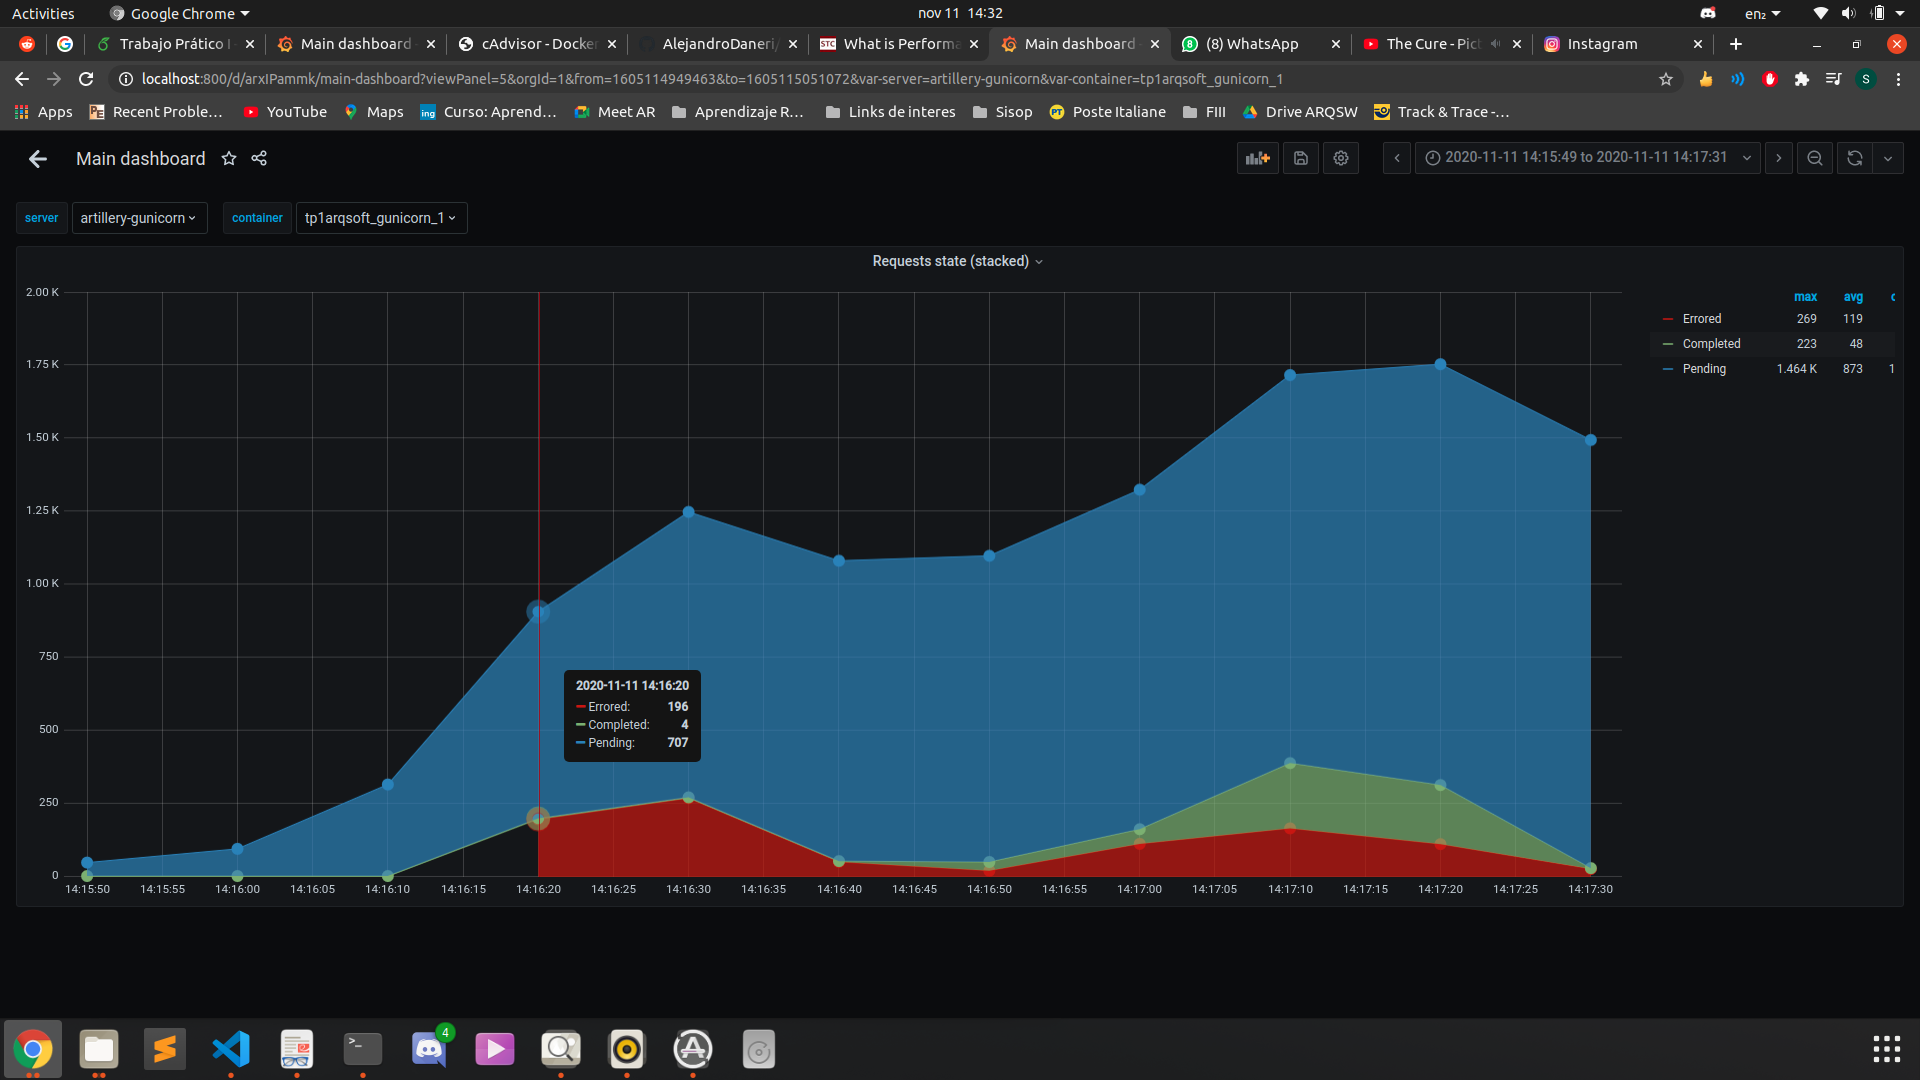 Activities Google Chrome nov 11 14:32 en₂
Trabajo Prático I - Main dashboard - cAdvisor - Docker AlejandroDaneri/ STC What is Performa Main dashboard - 8 (8) WhatsApp The Cure - Pict Instagram
localhost:800/d/arxIPammk/main-dashboard?viewPanel=5&orgId=1&from=1605114949463&to=1605115051072&var-server=artillery-gunicorn&var-container=tp1arqsoft_gunicorn_1 S
Apps PE Recent Proble... YouTube Maps ing Curso: Aprend... Meet AR Aprendizaje R... Links de interes Sisop PT Poste Italiane FIII Drive ARQSW Track & Trace -...
Main dashboard 2020-11-11 14:15:49 to 2020-11-11 14:17:31
server artillery-gunicorn container tp1arqsoft_gunicorn_1
Requests state (stacked)
max avg
Errored 269 119
Completed 223 48
Pending 1.464 K 873 1
2.00 K
1.75 K
1.50 K
1.25 K
1.00 K
750
500
250
0
2020-11-11 14:16:20
Errored: 196
Completed: 4
Pending: 707
14:15:50 14:15:55 14:16:00 14:16:05 14:16:10 14:16:15 14:16:20 14:16:25 14:16:30 14:16:35 14:16:40 14:16:45 14:16:50 14:16:55 14:17:00 14:17:05 14:17:10 14:17:15 14:17:20 14:17:25 14:17:30
4